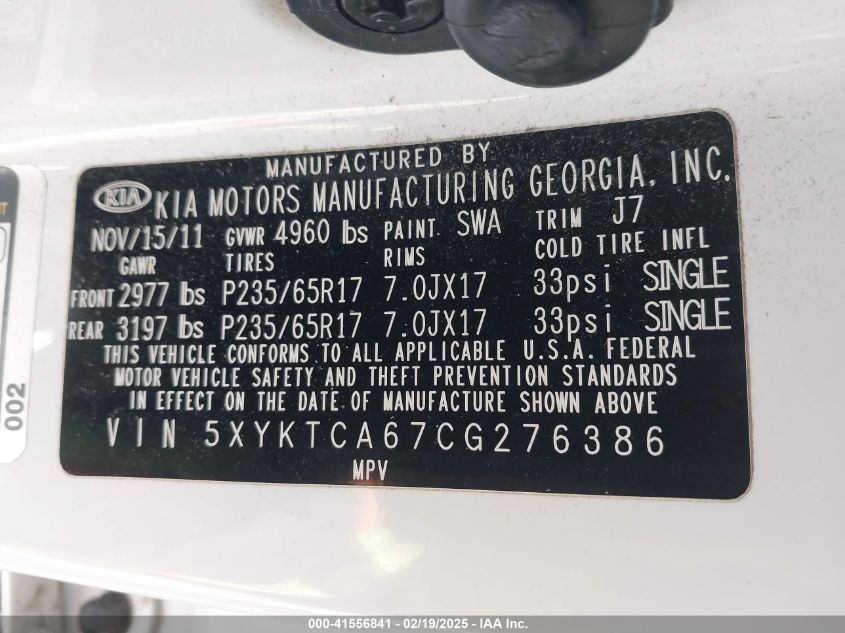 MANUFACTURED BY
KIA KIA MOTORS MANUFACTURING GEORGIA, INC.
NOV/15/11 GVWR 4960 lbs PAINT SWA TRIM J7
GAWR TIRES RIMS COLD TIRE INFL
FRONT 2977 lbs P235/65R17 7.0JX17 33psi SINGLE
REAR 3197 lbs P235/65R17 7.0JX17 33psi SINGLE
THIS VEHICLE CONFORMS TO ALL APPLICABLE U.S.A. FEDERAL
MOTOR VEHICLE SAFETY AND THEFT PREVENTION STANDARDS
IN EFFECT ON THE DATE OF MANUFACTURE SHOWN ABOVE
VIN 5XYKTCA67CG276386
MPV
002
000-41556841 - 02/19/2025 - IAA Inc.